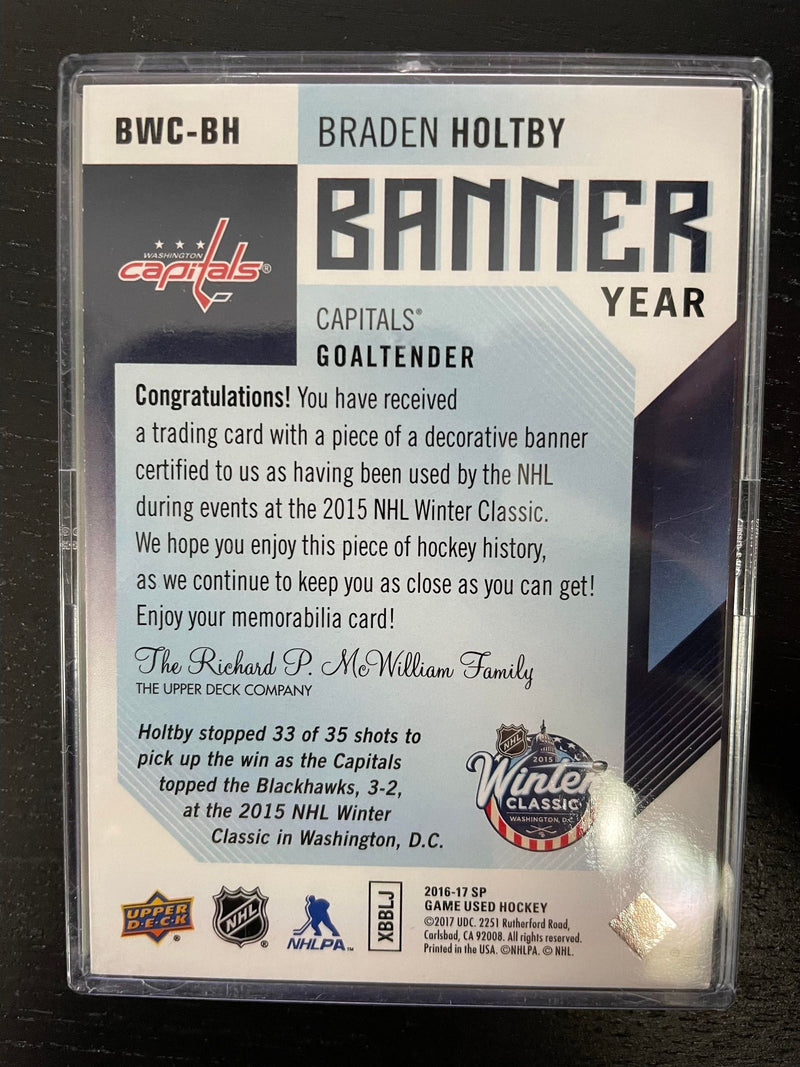 BWC-BH
BRADEN HOLTBY
BANNER
YEAR
WASHINGTON
capitals®
CAPITALS®
GOALTENDER
Congratulations! You have received
a trading card with a piece of a decorative banner
certified to us as having been used by the NHL
during events at the 2015 NHL Winter Classic.
We hope you enjoy this piece of hockey history,
as we continue to keep you as close as you can get!
Enjoy your memorabilia card!
The Richard P. McWilliam Family
THE UPPER DECK COMPANY
Holtby stopped 33 of 35 shots to
pick up the win as the Capitals
topped the Blackhawks, 3-2,
at the 2015 NHL Winter
Classic in Washington, D.C.
NHL
2015
Winter
CLASSIC
WASHINGTON, D.C.
UPPER
D·E·C·K
®
NHL
®
NHLPA™
XBBLJ
2016-17 SP
GAME USED HOCKEY
©2017 UDC. 2251 Rutherford Road,
Carlsbad, CA 92008. All rights reserved.
Printed in the USA. ©NHLPA. © NHL.